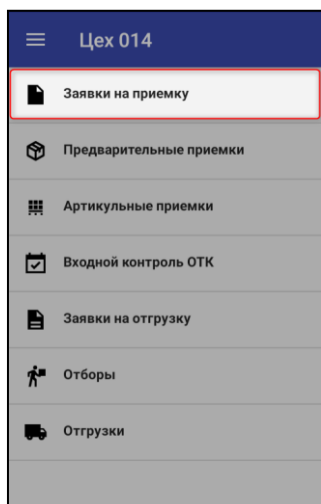 Цех 014
Заявки на приемку
Предварительные приемки
Артикульные приемки
Входной контроль ОТК
Заявки на отгрузку
Отборы
Отгрузки